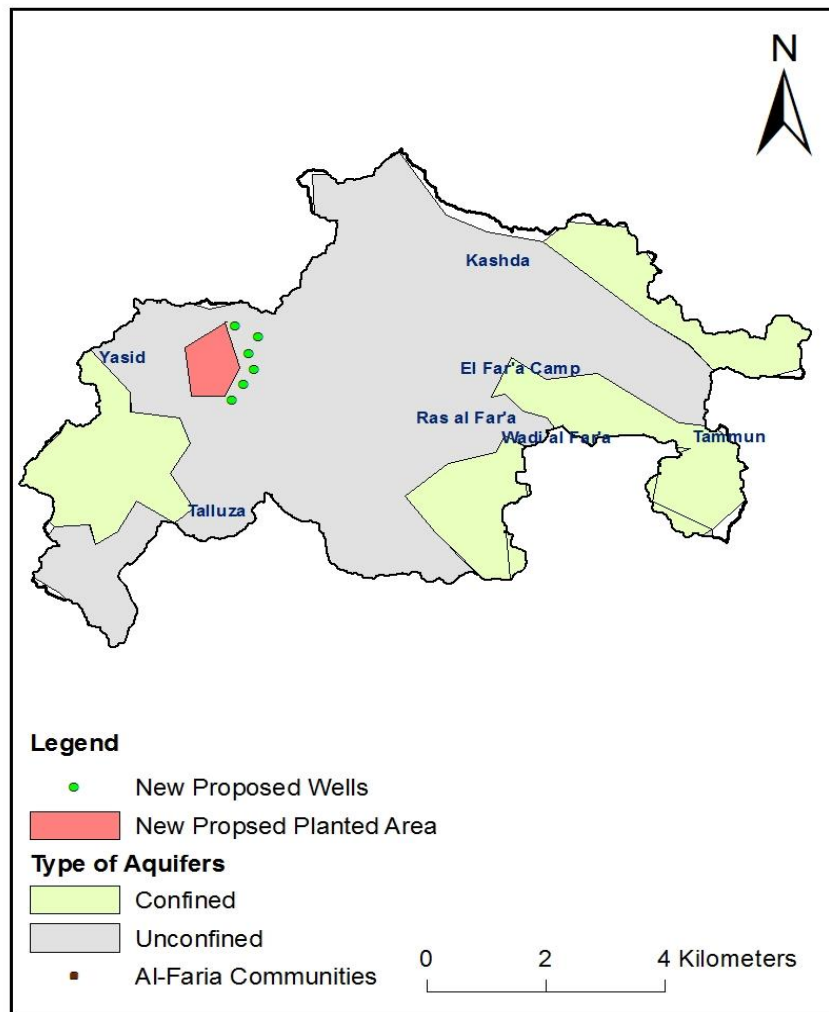 N
Kashda
Yasid
El Far'a Camp
Ras al Far'a
Wadi al Far'a
Tammun
Talluza
Legend
New Proposed Wells
New Propsed Planted Area
Type of Aquifers
Confined
Unconfined
Al-Faria Communities
0 2 4 Kilometers